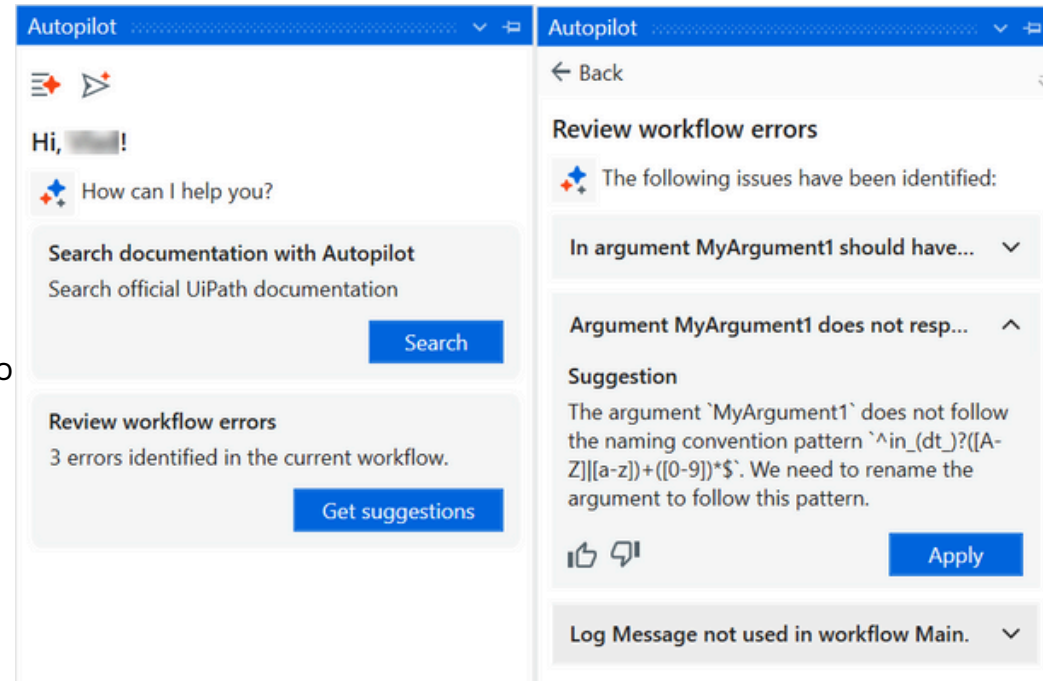 Autopilot
Hi, !
How can I help you?
Search documentation with Autopilot
Search official UiPath documentation
Search
Review workflow errors
3 errors identified in the current workflow.
Get suggestions
Autopilot
Back
Review workflow errors
The following issues have been identified:
In argument MyArgument1 should have...
Argument MyArgument1 does not resp...
Suggestion
The argument `MyArgument1` does not follow
the naming convention pattern `^in_(dt_)?([A-
Z]|[a-z])+([0-9])*$`. We need to rename the
argument to follow this pattern.
Apply
Log Message not used in workflow Main.